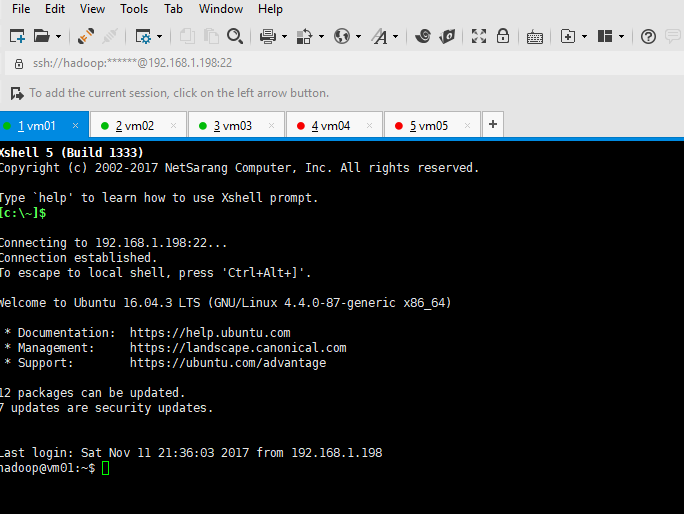 File Edit View Tools Tab Window Help
ssh://hadoop:******@192.168.1.198:22
To add the current session, click on the left arrow button.
1 vm01 × 2 vm02 × 3 vm03 × 4 vm04 × 5 vm05 × +
Xshell 5 (Build 1333)
Copyright (c) 2002-2017 NetSarang Computer, Inc. All rights reserved.
Type `help' to learn how to use Xshell prompt.
[c:\~]$
Connecting to 192.168.1.198:22...
Connection established.
To escape to local shell, press 'Ctrl+Alt+]'.
Welcome to Ubuntu 16.04.3 LTS (GNU/Linux 4.4.0-87-generic x86_64)
* Documentation:  https://help.ubuntu.com
* Management:     https://landscape.canonical.com
* Support:        https://ubuntu.com/advantage
12 packages can be updated.
7 updates are security updates.
Last login: Sat Nov 11 21:36:03 2017 from 192.168.1.198
hadoop@vm01:~$